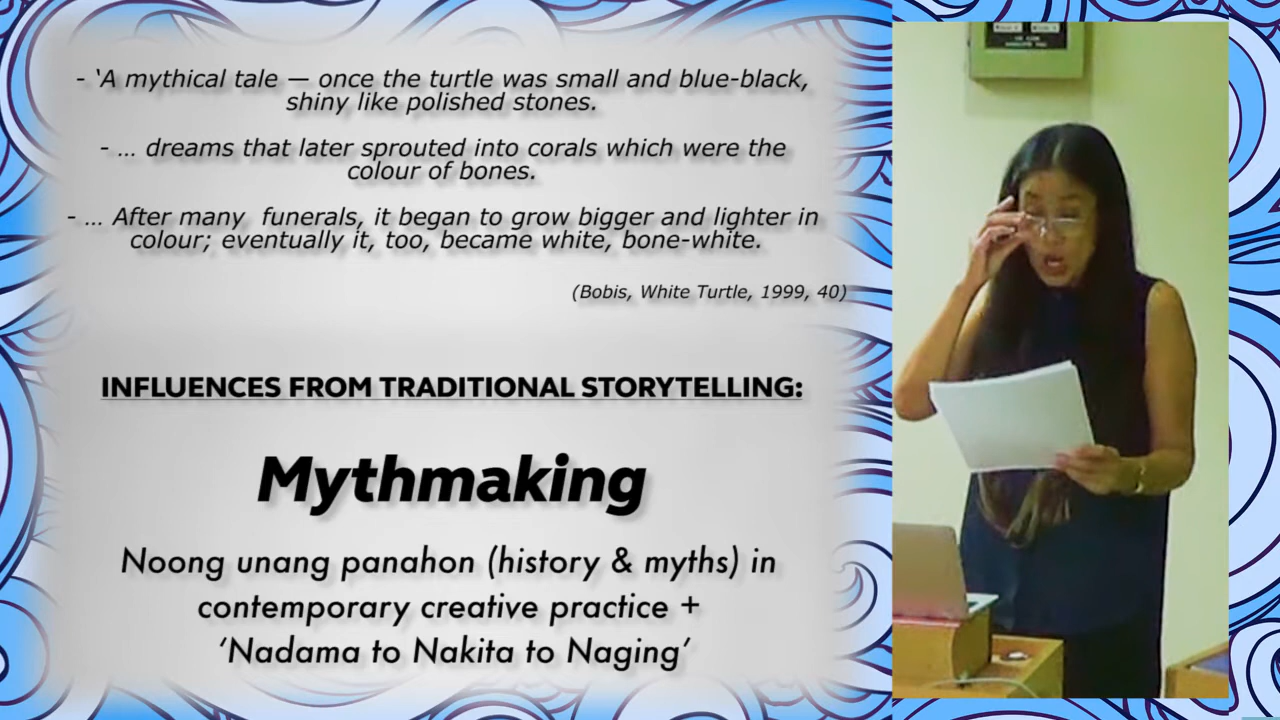 - ‘A mythical tale — once the turtle was small and blue-black,
shiny like polished stones.
- ... dreams that later sprouted into corals which were the
colour of bones.
- ... After many  funerals, it began to grow bigger and lighter in
colour; eventually it, too, became white, bone-white.
(Bobis, White Turtle, 1999, 40)
INFLUENCES FROM TRADITIONAL STORYTELLING:
Mythmaking
Noong unang panahon (history & myths) in
contemporary creative practice +
‘Nadama to Nakita to Naging’